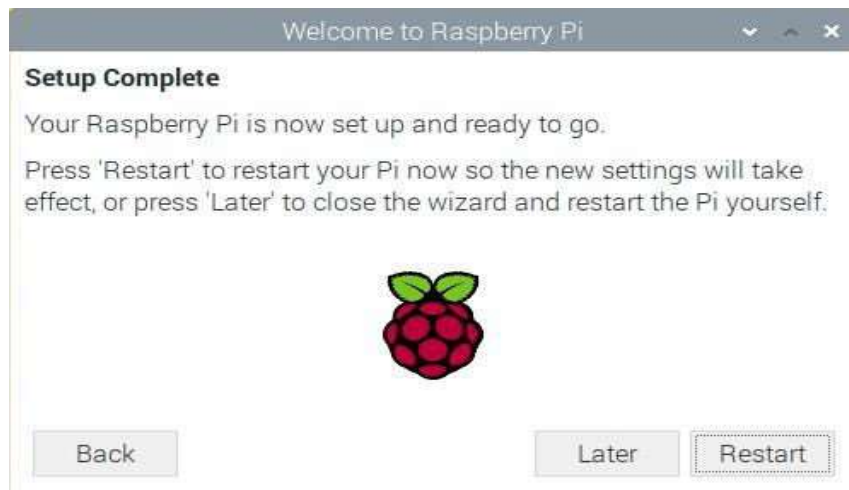 Welcome to Raspberry Pi
Setup Complete
Your Raspberry Pi is now set up and ready to go.
Press 'Restart' to restart your Pi now so the new settings will take
effect, or press 'Later' to close the wizard and restart the Pi yourself.
Back
Later
Restart